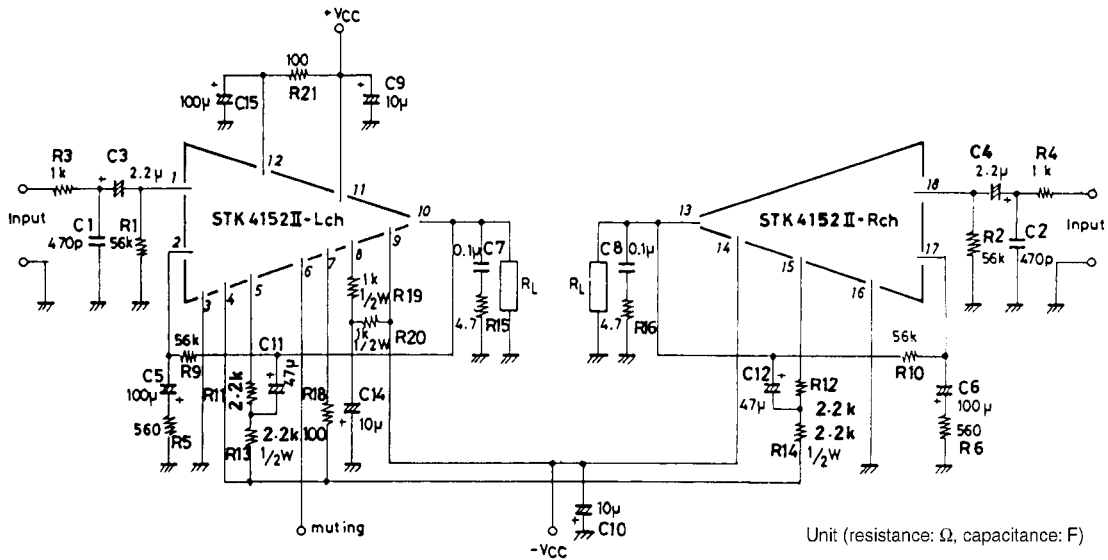 +VCC
100
R21
100μ
C15
C9
10μ
R3
1k
C3
2.2μ
1
12
11
C4
2.2μ
R4
1k
Input
C1
470p
R1
56k
2
STK4152II-Lch
10
9
8
7
6
5
4
3
0.1μ
C7
RL
4.7
R15
13
STK4152II-Rch
18
17
14
15
16
C8
0.1μ
RL
4.7
R16
R2
56k
C2
470p
Input
1k
1/2W
R19
R20
1k
1/2W
56k
R9
C5
100μ
560
R5
R11
2.2k
C11
47μ
R13
2.2k
1/2W
R18
100
C14
10μ
C12
47μ
R12
2.2k
2.2k
R14
1/2W
56k
R10
C6
100μ
560
R6
muting
-VCC
10μ
C10
Unit (resistance: Ω, capacitance: F)